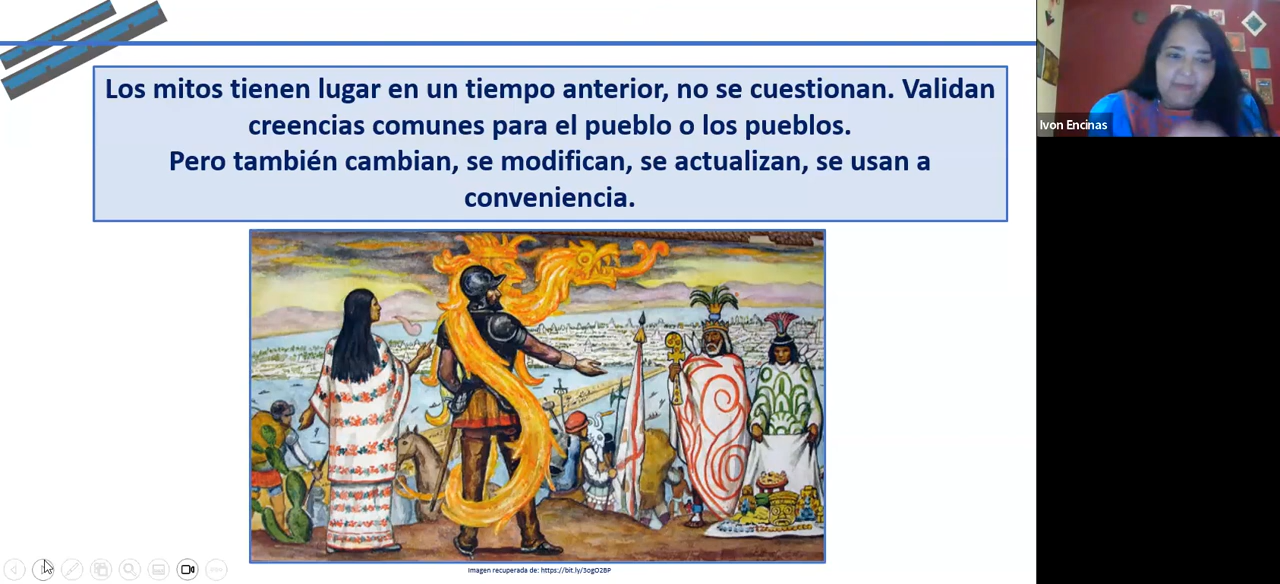 Los mitos tienen lugar en un tiempo anterior, no se cuestionan. Validan
creencias comunes para el pueblo o los pueblos.
Pero también cambian, se modifican, se actualizan, se usan a
conveniencia.
Ivon Encinas
Imagen recuperada de: https://bit.ly/3ogO2BP